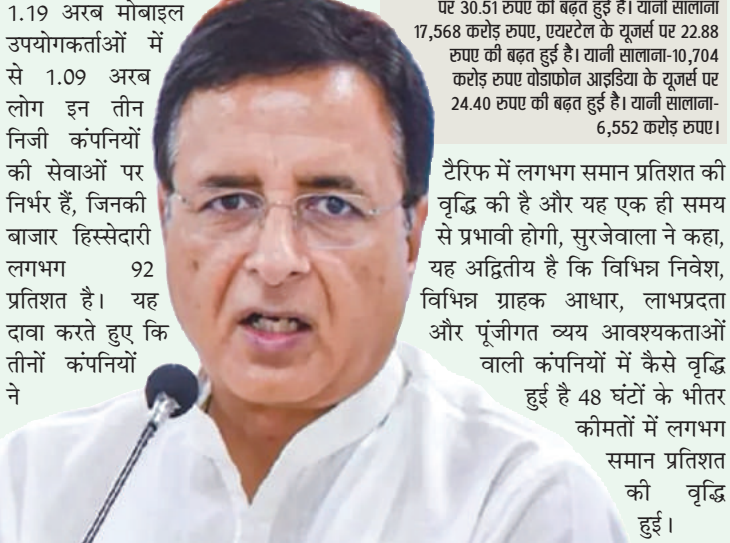 1.19 अरब मोबाइल
उपयोगकर्ताओं में
से 1.09 अरब
लोग इन तीन
निजी कंपनियों
की सेवाओं पर
निर्भर हैं, जिनकी
बाजार हिस्सेदारी
लगभग 92
प्रतिशत है। यह
दावा करते हुए कि
तीनों कंपनियों
ने
पर 30.51 रुपए की बढ़त हुई है। यानी सालाना
17,568 करोड़ रुपए, एयरटेल के यूजर्स पर 22.88
रुपए की बढ़त हुई है। यानी सालाना-10,704
करोड़ रुपए वोडाफोन आइडिया के यूजर्स पर
24.40 रुपए की बढ़त हुई है। यानी सालाना-
6,552 करोड़ रुपए।
टैरिफ में लगभग समान प्रतिशत की
वृद्धि की है और यह एक ही समय
से प्रभावी होगी, सुरजेवाला ने कहा,
यह अद्वितीय है कि विभिन्न निवेश,
विभिन्न ग्राहक आधार, लाभप्रदता
और पूंजीगत व्यय आवश्यकताओं
वाली कंपनियों में कैसे वृद्धि
हुई है 48 घंटों के भीतर
कीमतों में लगभग
समान प्रतिशत
की वृद्धि
हुई।